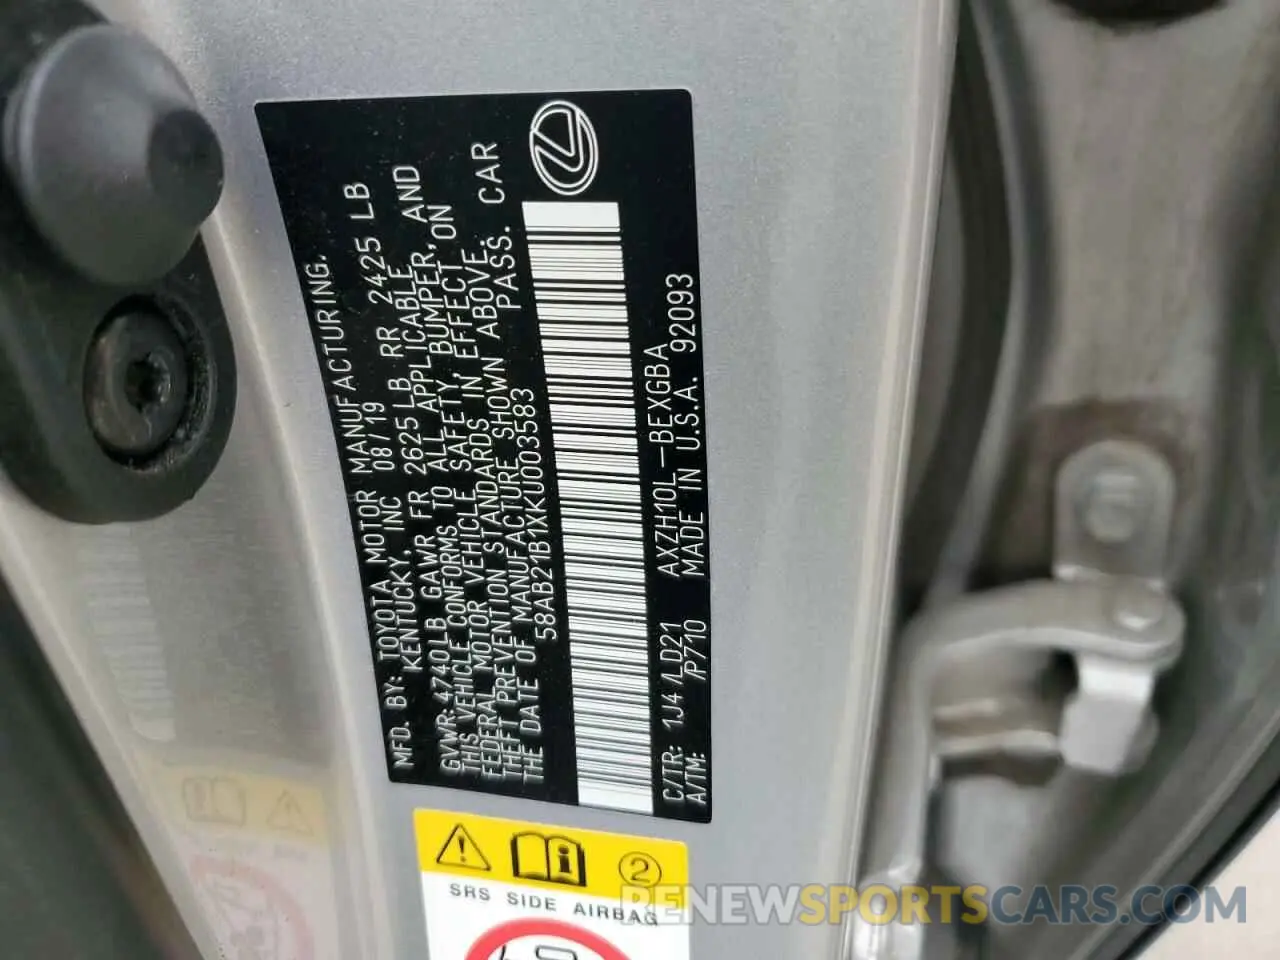 MFD. BY: TOYOTA MOTOR MANUFACTURING.
KENTUCKY, INC 08/19
GVWR: 4740LB GAWR FR 2625LB RR 2425 LB
THIS VEHICLE CONFORMS TO ALL APPLICABLE
FEDERAL MOTOR VEHICLE SAFETY, BUMPER, AND
THEFT PREVENTION STANDARDS IN EFFECT ON
THE DATE OF MANUFACTURE SHOWN ABOVE.
58AB21B1XKU003583 PASS. CAR
C/TR: 1J4 /LD21 AXZH10L-BEXGBA
A/TM: /P710 MADE IN U.S.A. 92093
2
SRS SIDE AIRBAG
RENEWSPORTSCARS.COM